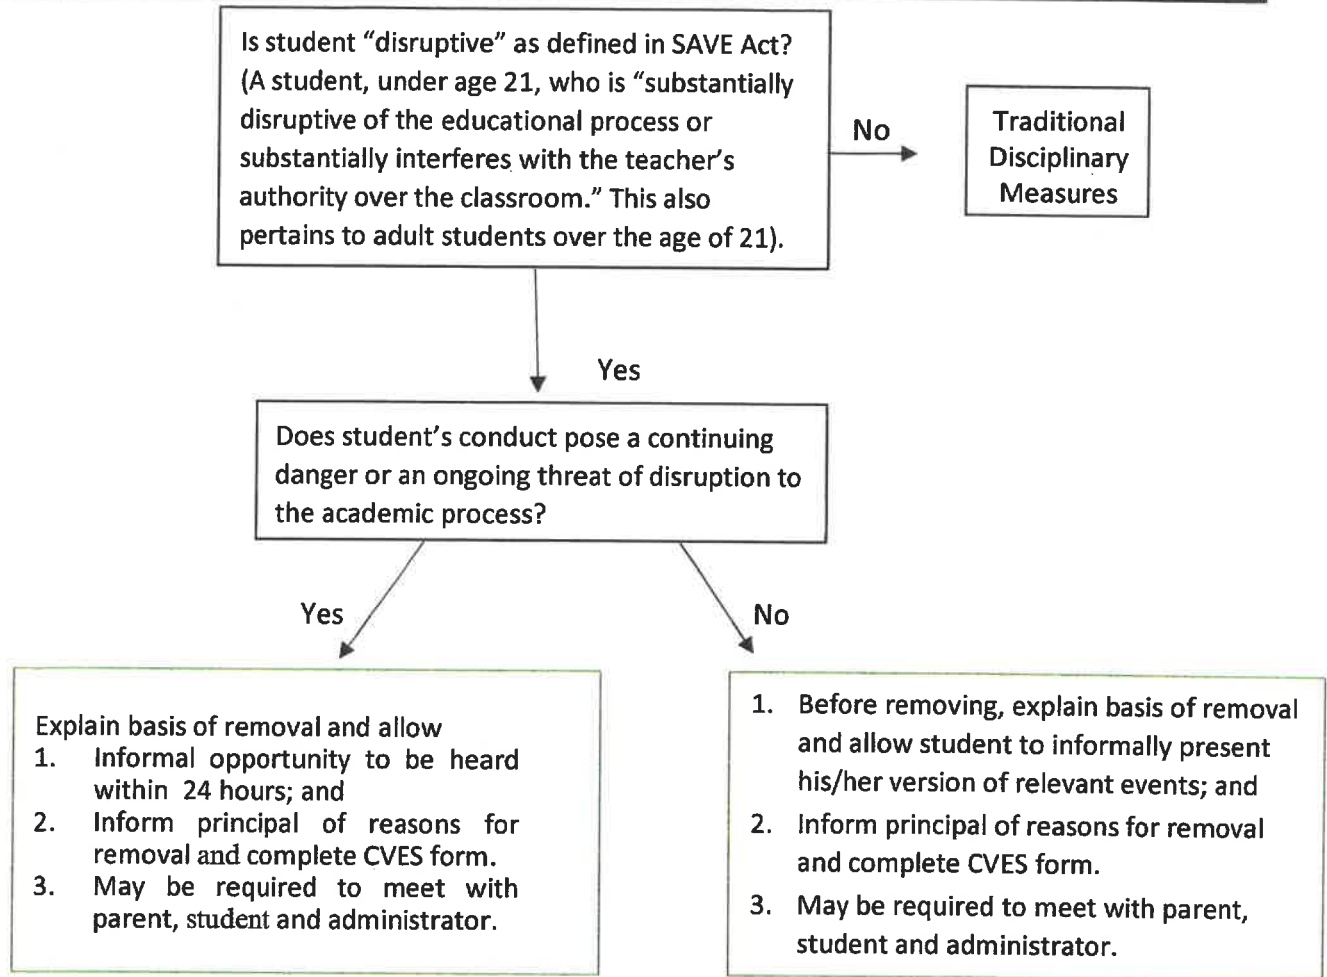 Is student “disruptive” as defined in SAVE Act?
(A student, under age 21, who is “substantially
disruptive of the educational process or
substantially interferes with the teacher’s
authority over the classroom.” This also
pertains to adult students over the age of 21).
No
Traditional
Disciplinary
Measures
Yes
Does student’s conduct pose a continuing
danger or an ongoing threat of disruption to
the academic process?
Yes
No
Explain basis of removal and allow
1. Informal opportunity to be heard
within 24 hours; and
2. Inform principal of reasons for
removal and complete CVES form.
3. May be required to meet with
parent, student and administrator.
1. Before removing, explain basis of removal
and allow student to informally present
his/her version of relevant events; and
2. Inform principal of reasons for removal
and complete CVES form.
3. May be required to meet with parent,
student and administrator.